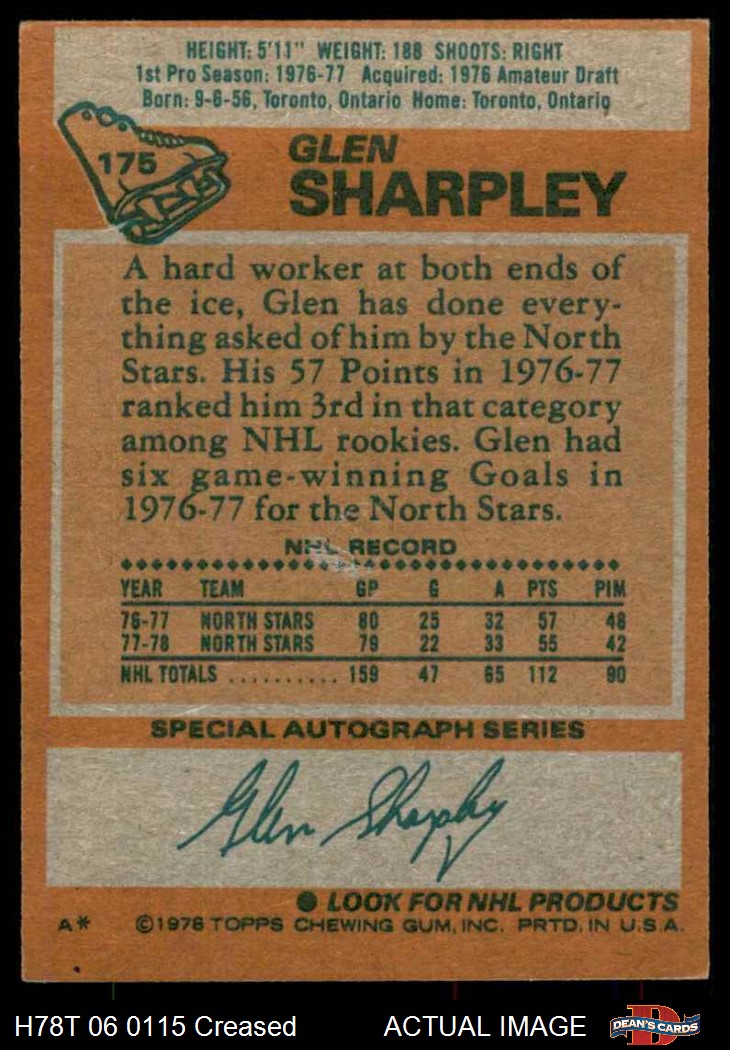 HEIGHT: 5'11" WEIGHT: 188 SHOOTS: RIGHT
1st Pro Season: 1976-77 Acquired: 1976 Amateur Draft
Born: 9-6-56, Toronto, Ontario Home: Toronto, Ontario
175
GLEN
SHARPLEY
A hard worker at both ends of
the ice, Glen has done every-
thing asked of him by the North
Stars. His 57 Points in 1976-77
ranked him 3rd in that category
among NHL rookies. Glen had
six game-winning Goals in
1976-77 for the North Stars.
NHL RECORD
YEAR TEAM GP G A PTS PIM
76-77 NORTH STARS 80 25 32 57 48
77-78 NORTH STARS 79 22 33 55 42
NHL TOTALS .......... 159 47 65 112 90
SPECIAL AUTOGRAPH SERIES
Glen Sharpley
LOOK FOR NHL PRODUCTS
A* ©1978 TOPPS CHEWING GUM, INC. PRTD. IN U.S.A.
H78T 06 0115 Creased ACTUAL IMAGE D DEAN'S CARDS